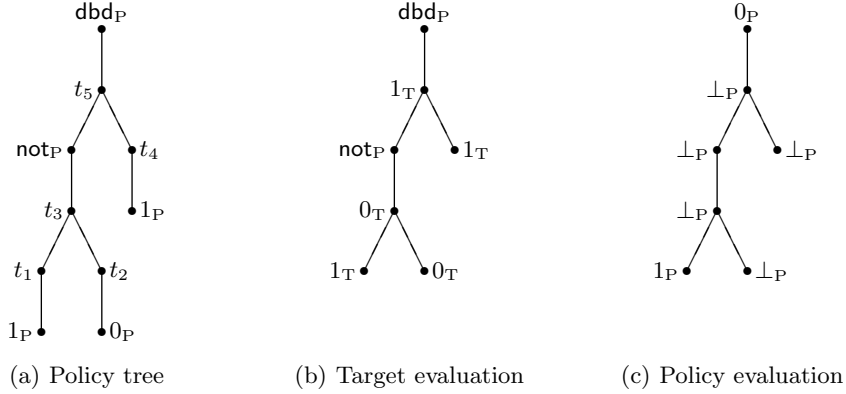 dbd_P dbd_P 0_P
t_5 1_T ⊥_P
not_P t_4 not_P 1_T ⊥_P ⊥_P
t_3 1_P 0_T ⊥_P
t_1 t_2 1_T 0_T 1_P ⊥_P
1_P 0_P
(a) Policy tree (b) Target evaluation (c) Policy evaluation